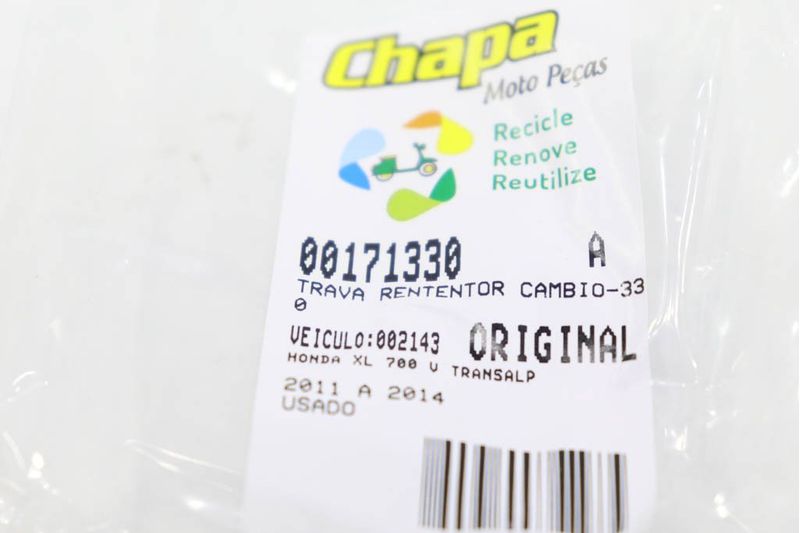 Chapa
Moto Peças
Recicle
Renove
Reutilize
00171330 A
TRAVA RENTENTOR CAMBIO-33
0
VEICULO:002143 ORIGINAL
HONDA XL 700 V TRANSALP
2011 A 2014
USADO